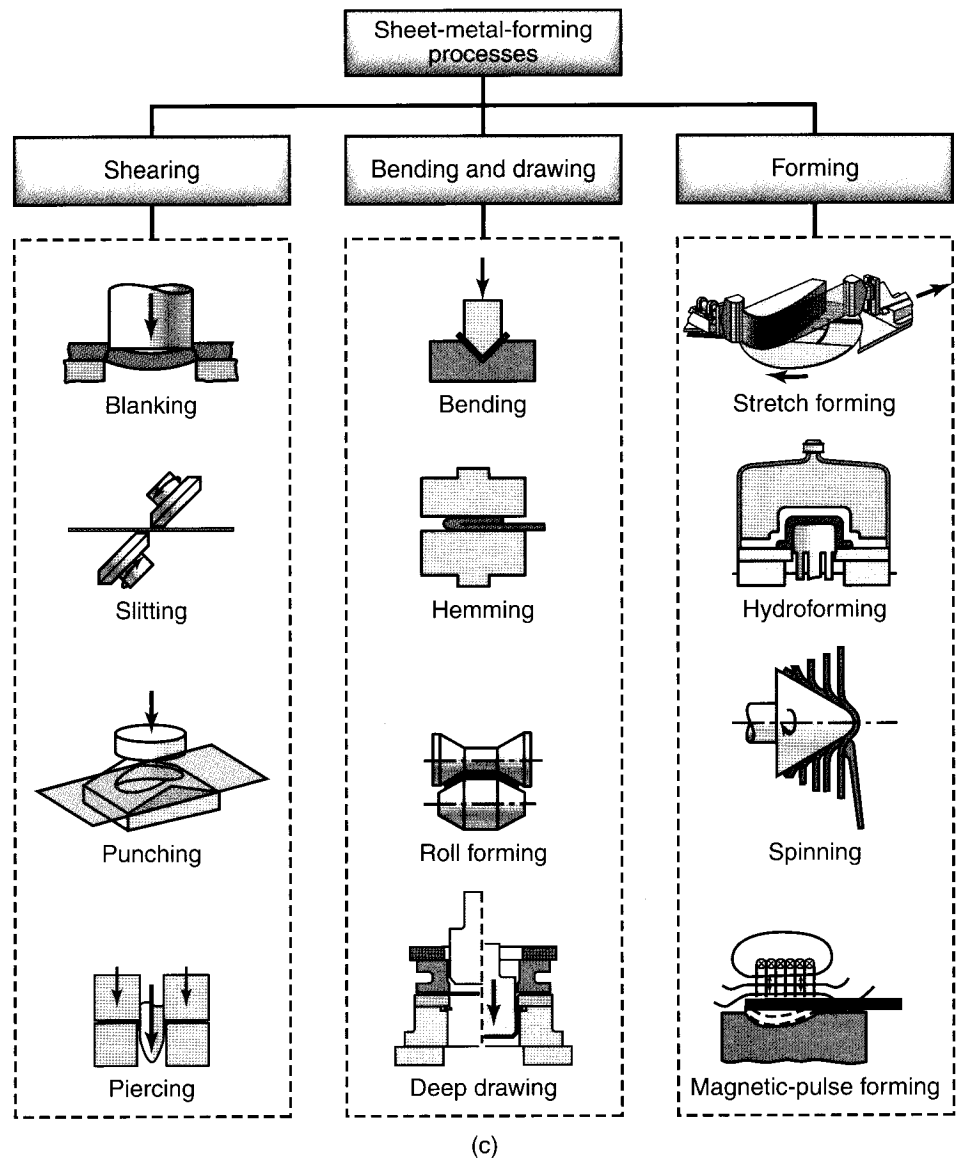 Sheet-metal-forming
processes
Shearing
Bending and drawing
Forming
Blanking
Slitting
Punching
Piercing
Bending
Hemming
Roll forming
Deep drawing
Stretch forming
Hydroforming
Spinning
Magnetic-pulse forming
(c)